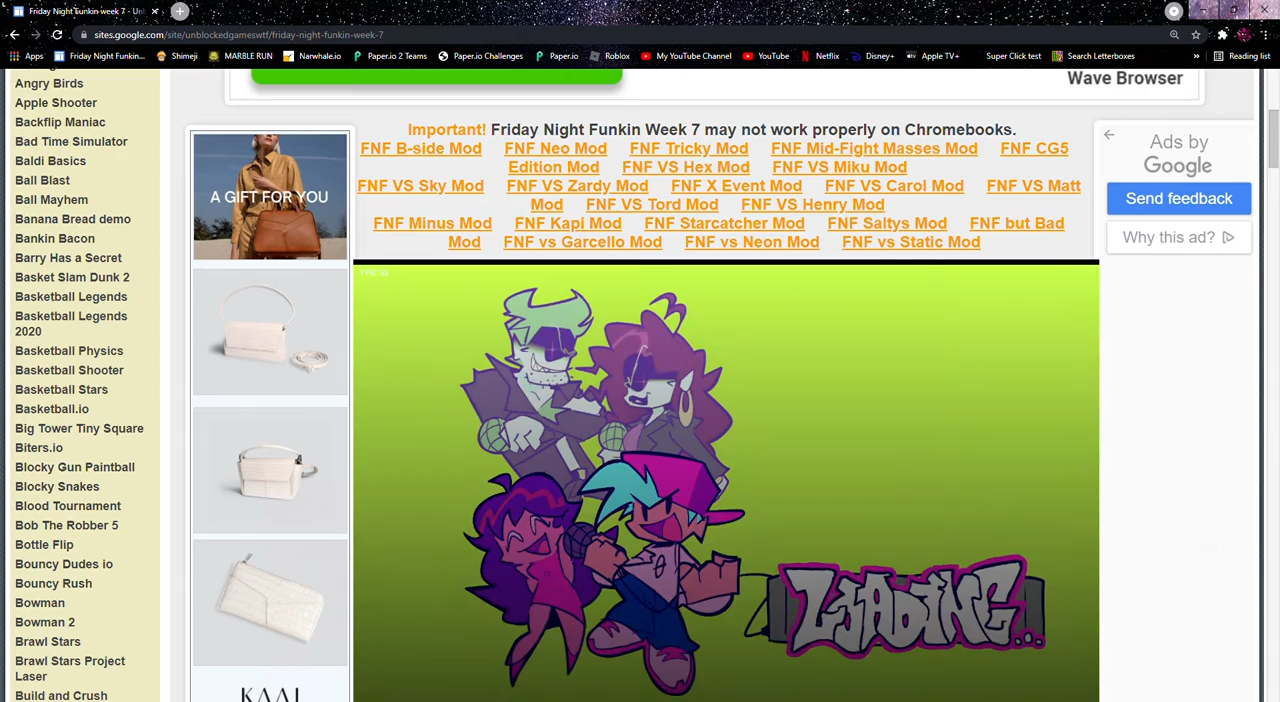 Friday Night Funkin week 7 - Un
sites.google.com/site/unblockedgameswtf/friday-night-funkin-week-7
Apps Friday Night Funkin... Shimeji MARBLE RUN Narwhale.io Paper.io 2 Teams Paper.io Challenges Paper.io Roblox My YouTube Channel YouTube Netflix Disney+ Apple TV+ Super Click test Search Letterboxes » Reading list
Angry Birds
Apple Shooter
Backflip Maniac
Bad Time Simulator
Baldi Basics
Ball Blast
Ball Mayhem
Banana Bread demo
Bankin Bacon
Barry Has a Secret
Basket Slam Dunk 2
Basketball Legends
Basketball Legends
2020
Basketball Physics
Basketball Shooter
Basketball Stars
Basketball.io
Big Tower Tiny Square
Biters.io
Blocky Gun Paintball
Blocky Snakes
Blood Tournament
Bob The Robber 5
Bottle Flip
Bouncy Dudes io
Bouncy Rush
Bowman
Bowman 2
Brawl Stars
Brawl Stars Project
Laser
Build and Crush
Wave Browser
A GIFT FOR YOU
Important! Friday Night Funkin Week 7 may not work properly on Chromebooks.
FNF B-side Mod FNF Neo Mod FNF Tricky Mod FNF Mid-Fight Masses Mod FNF CG5
Edition Mod FNF VS Hex Mod FNF VS Miku Mod
FNF VS Sky Mod FNF VS Zardy Mod FNF X Event Mod FNF VS Carol Mod FNF VS Matt
Mod FNF VS Tord Mod FNF VS Henry Mod
FNF Minus Mod FNF Kapi Mod FNF Starcatcher Mod FNF Saltys Mod FNF but Bad
Mod FNF vs Garcello Mod FNF vs Neon Mod FNF vs Static Mod
LOADING...
Ads by
Google
Send feedback
Why this ad?